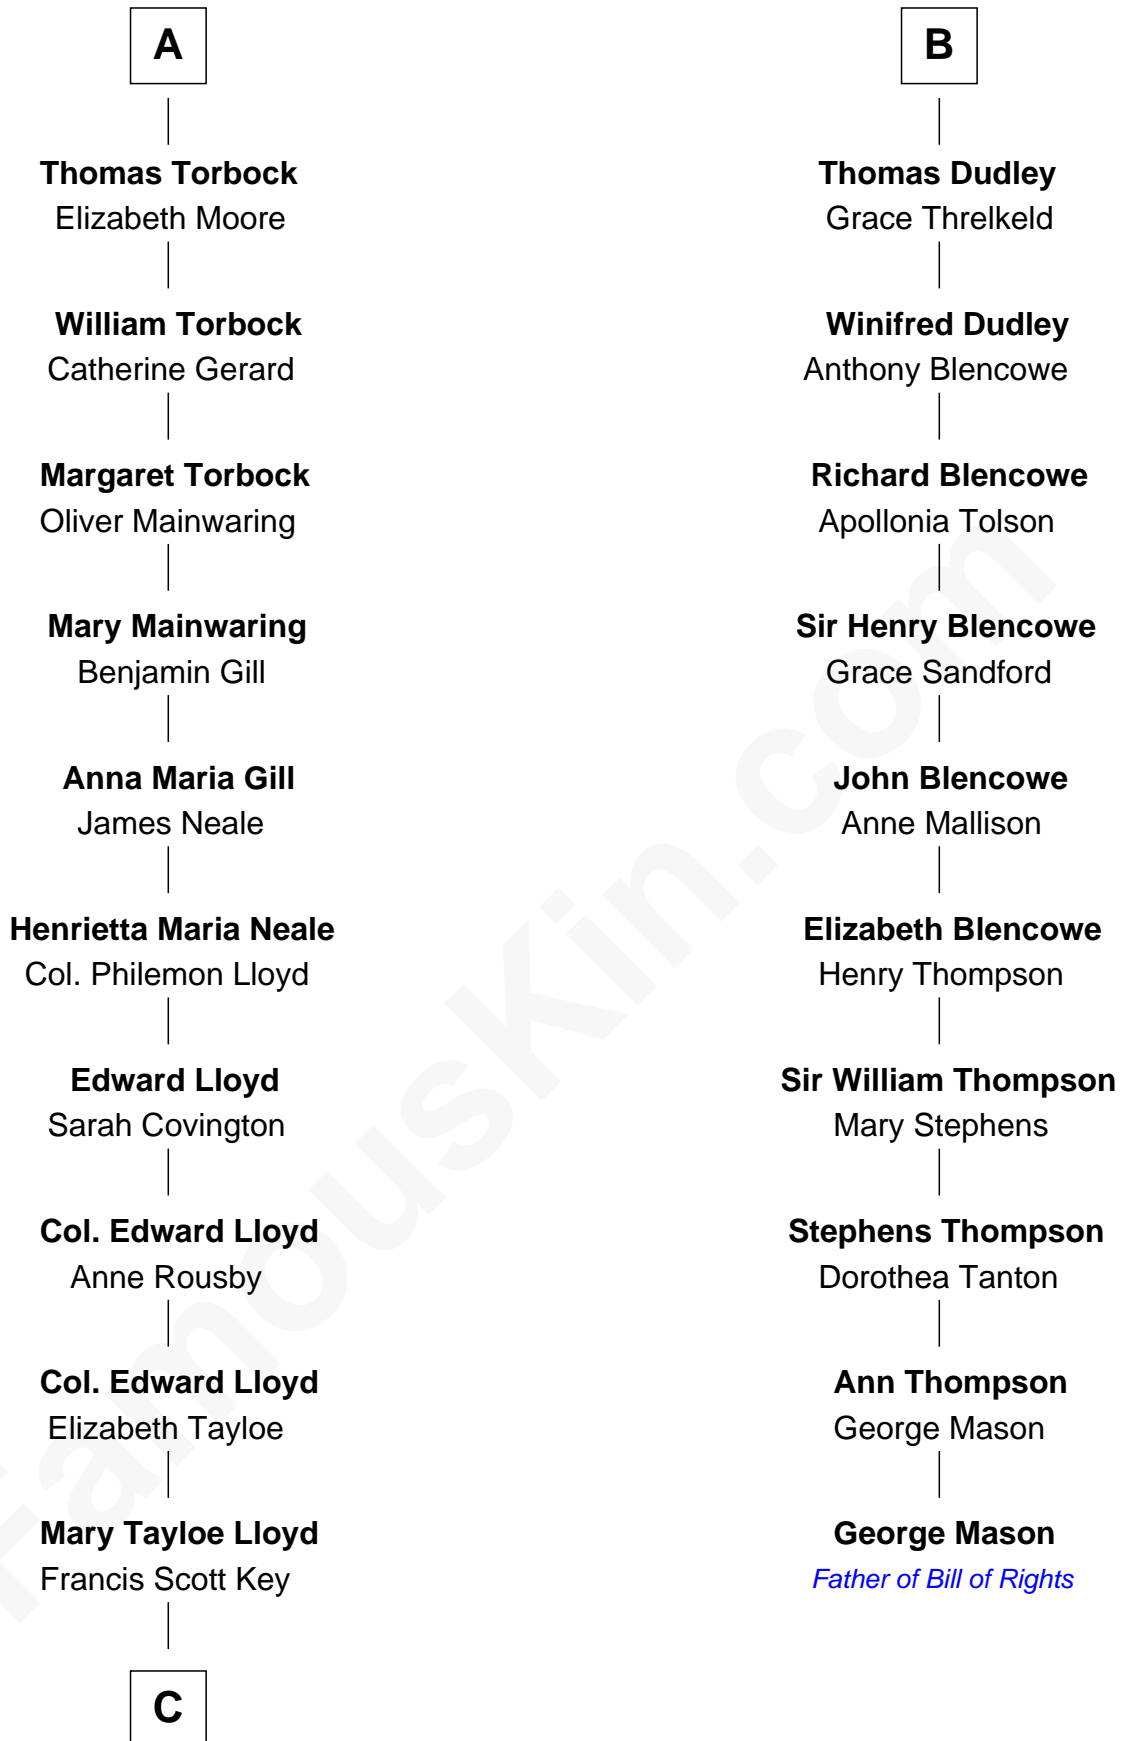 A
Thomas Torbock
Elizabeth Moore
William Torbock
Catherine Gerard
Margaret Torbock
Oliver Mainwaring
Mary Mainwaring
Benjamin Gill
Anna Maria Gill
James Neale
Henrietta Maria Neale
Col. Philemon Lloyd
Edward Lloyd
Sarah Covington
Col. Edward Lloyd
Anne Rousby
Col. Edward Lloyd
Elizabeth Tayloe
Mary Tayloe Lloyd
Francis Scott Key
C
B
Thomas Dudley
Grace Threlkeld
Winifred Dudley
Anthony Blencowe
Richard Blencowe
Apollonia Tolson
Sir Henry Blencowe
Grace Sandford
John Blencowe
Anne Mallison
Elizabeth Blencowe
Henry Thompson
Sir William Thompson
Mary Stephens
Stephens Thompson
Dorothea Tanton
Ann Thompson
George Mason
George Mason
Father of Bill of Rights
FamousKin.com